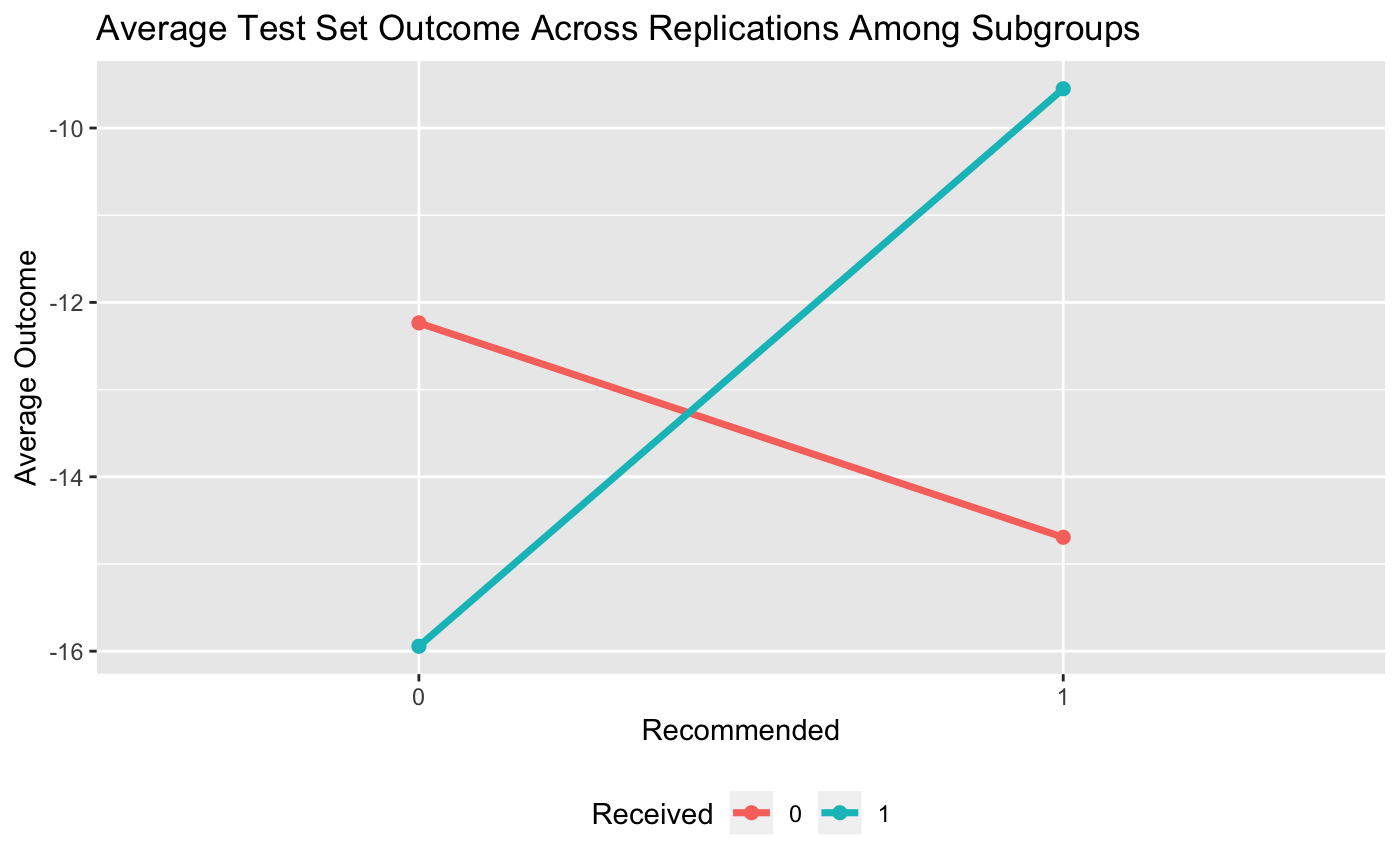 Average Test Set Outcome Across Replications Among Subgroups
Average Outcome
-10
-12
-14
-16
0 1
Recommended
Received 0 1